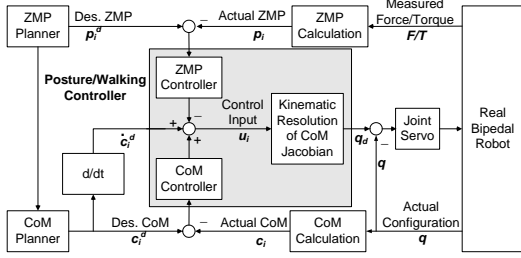 ZMP
Planner
Des. ZMP
p_i^d
−
Actual ZMP
p_i
ZMP
Calculation
Measured
Force/Torque
F/T
Posture/Walking
Controller
ZMP
Controller
−
+
+
Control
Input
u_i
Kinematic
Resolution
of CoM
Jacobian
q_d
−
q
Joint
Servo
Real
Bipedal
Robot
ċ_i^d
d/dt
CoM
Controller
CoM
Planner
Des. CoM
c_i^d
−
Actual CoM
c_i
CoM
Calculation
Actual
Configuration
q